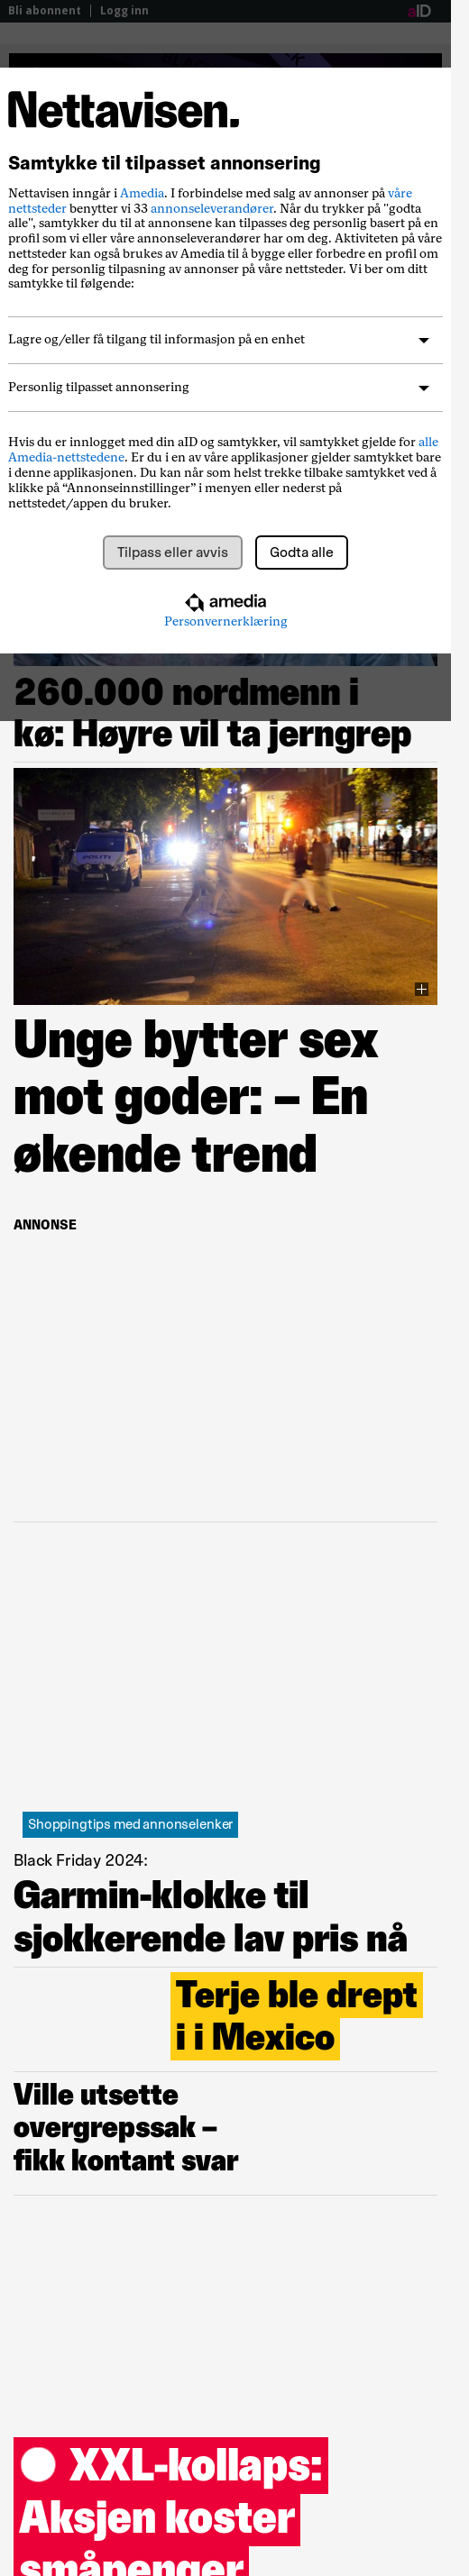 Bli abonnent | Logg inn
aID
Nettavisen.
Samtykke til tilpasset annonsering
Nettavisen inngår i Amedia. I forbindelse med salg av annonser på våre
nettsteder benytter vi 33 annonseleverandører. Når du trykker på "godta
alle", samtykker du til at annonsene kan tilpasses deg personlig basert på en
profil som vi eller våre annonseleverandører har om deg. Aktiviteten på våre
nettsteder kan også brukes av Amedia til å bygge eller forbedre en profil om
deg for personlig tilpasning av annonser på våre nettsteder. Vi ber om ditt
samtykke til følgende:
Lagre og/eller få tilgang til informasjon på en enhet
Personlig tilpasset annonsering
Hvis du er innlogget med din aID og samtykker, vil samtykket gjelde for alle
Amedia-nettstedene. Er du i en av våre applikasjoner gjelder samtykket bare
i denne applikasjonen. Du kan når som helst trekke tilbake samtykket ved å
klikke på “Annonseinnstillinger” i menyen eller nederst på
nettstedet/appen du bruker.
Tilpass eller avvis
Godta alle
amedia
Personvernerklæring
260.000 nordmenn i
kø: Høyre vil ta jerngrep
POLITI
Unge bytter sex
mot goder: – En
økende trend
ANNONSE
Shoppingtips med annonselenker
Black Friday 2024:
Garmin-klokke til
sjokkerende lav pris nå
Terje ble drept
i i Mexico
Ville utsette
overgrepssak –
fikk kontant svar
XXL-kollaps:
Aksjen koster
småpenger